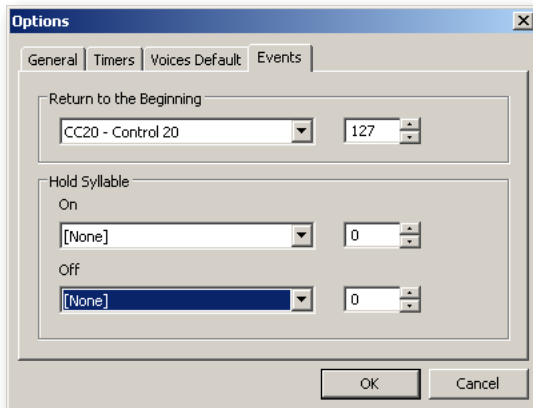 Options
General Timers Voices Default Events
Return to the Beginning
CC20 - Control 20 127
Hold Syllable
On
[None] 0
Off
[None] 0
OK Cancel